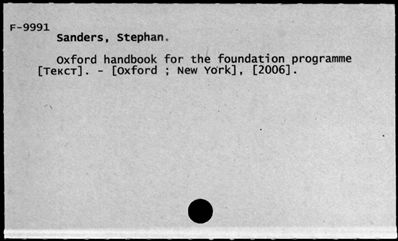 F-9991
Sanders, Stephan.
Oxford handbook for the foundation programme
[Текст]. - [Oxford ; New York], [2006].